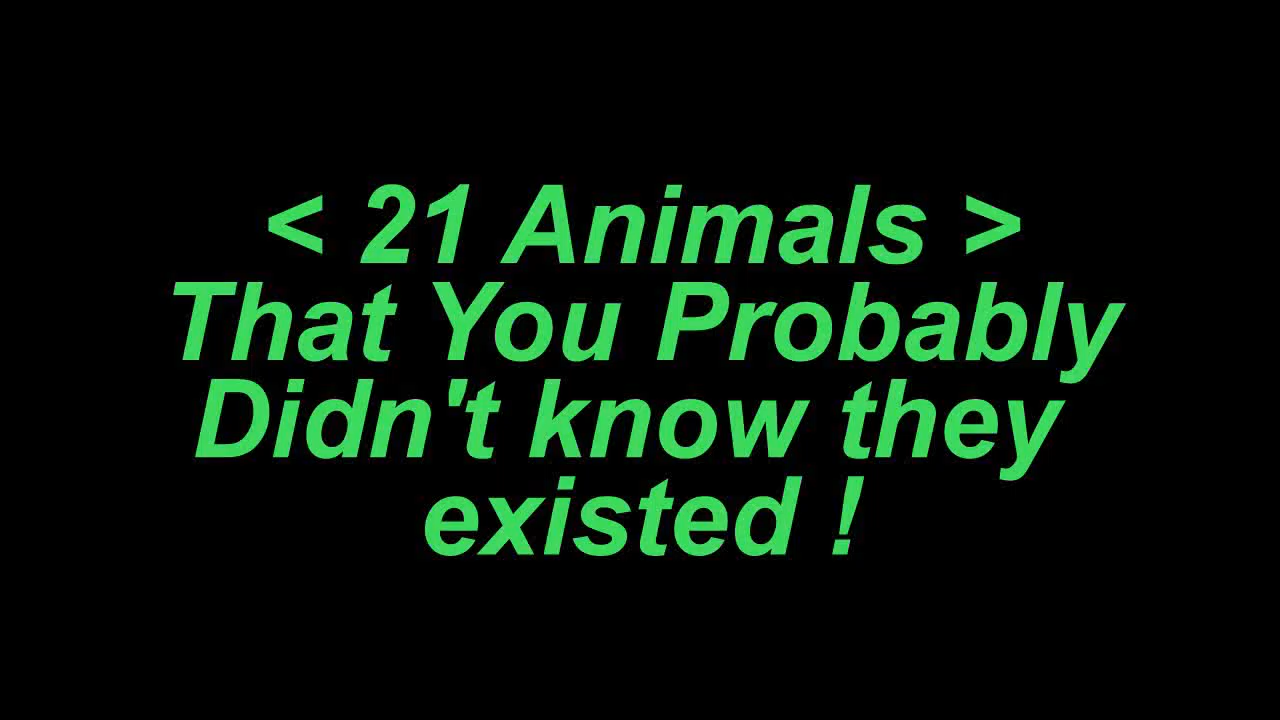 < 21 Animals >
That You Probably
Didn't know they
existed !